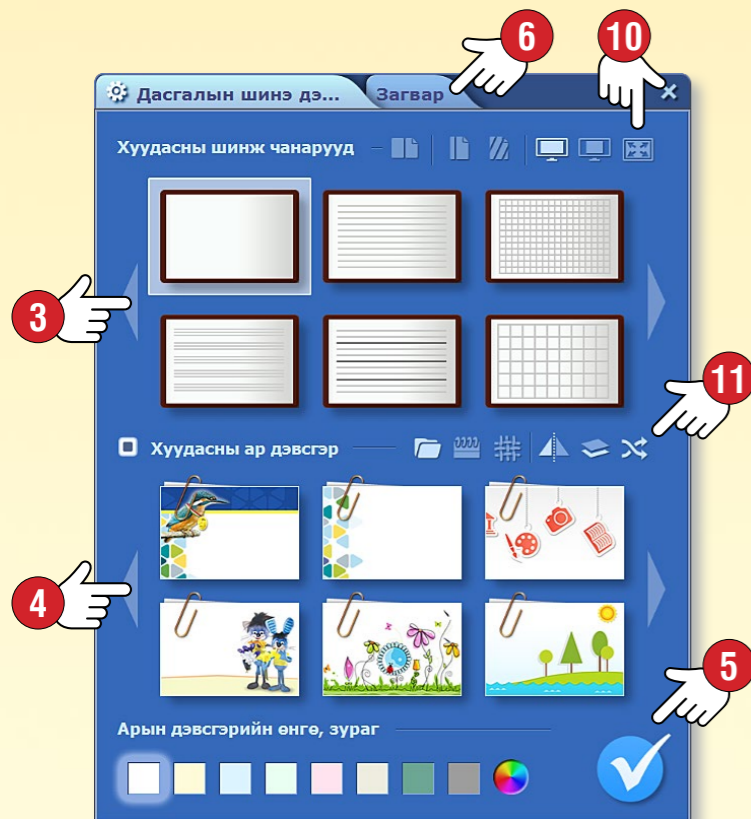 6
10
Дасгалын шинэ дэ...
Загвар
Хуудасны шинж чанарууд
3
11
Хуудасны ар дэвсгэр
4
5
Арын дэвсгэрийн өнгө, зураг